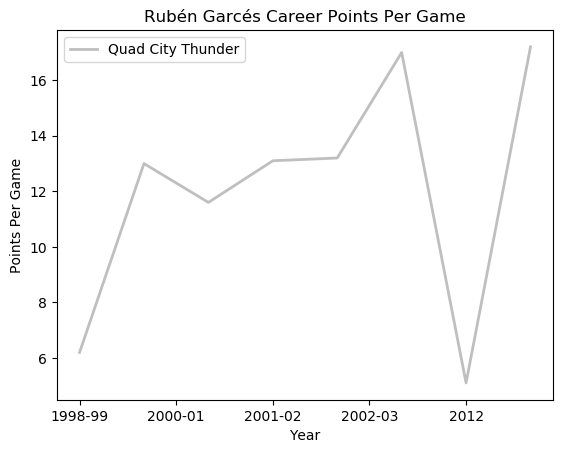 Rubén Garcés Career Points Per Game
Quad City Thunder
16
14
12
10
8
6
Points Per Game
1998-99 2000-01 2001-02 2002-03 2012
Year